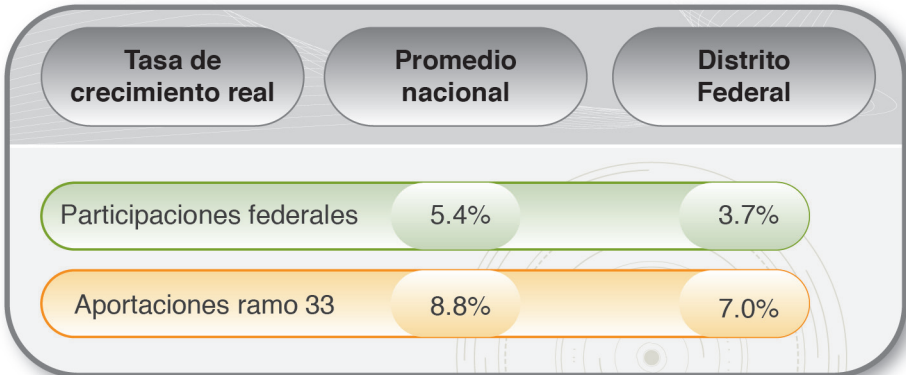 Tasa de
crecimiento real
Promedio
nacional
Distrito
Federal
Participaciones federales 5.4% 3.7%
Aportaciones ramo 33 8.8% 7.0%